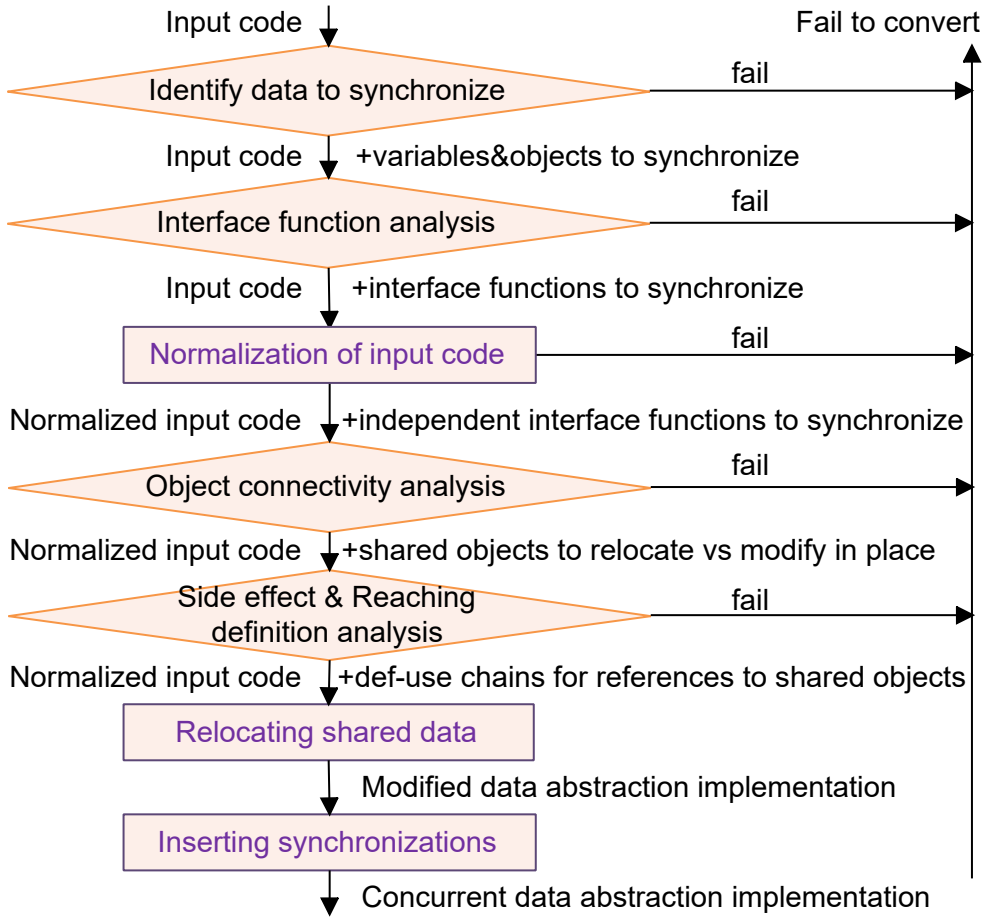 Input code
Fail to convert
Identify data to synchronize
fail
Input code
+variables&objects to synchronize
Interface function analysis
fail
Input code
+interface functions to synchronize
Normalization of input code
fail
Normalized input code
+independent interface functions to synchronize
Object connectivity analysis
fail
Normalized input code
+shared objects to relocate vs modify in place
Side effect & Reaching
definition analysis
fail
Normalized input code
+def-use chains for references to shared objects
Relocating shared data
Modified data abstraction implementation
Inserting synchronizations
Concurrent data abstraction implementation